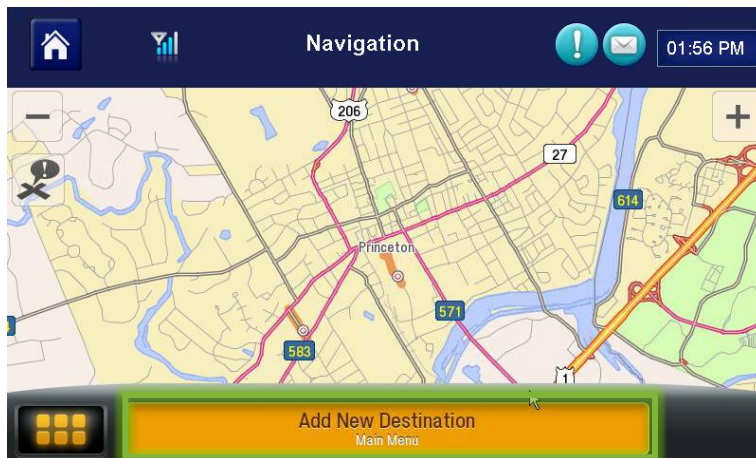 Navigation
01:56 PM
206
27
614
Princeton
571
583
1
Add New Destination
Main Menu